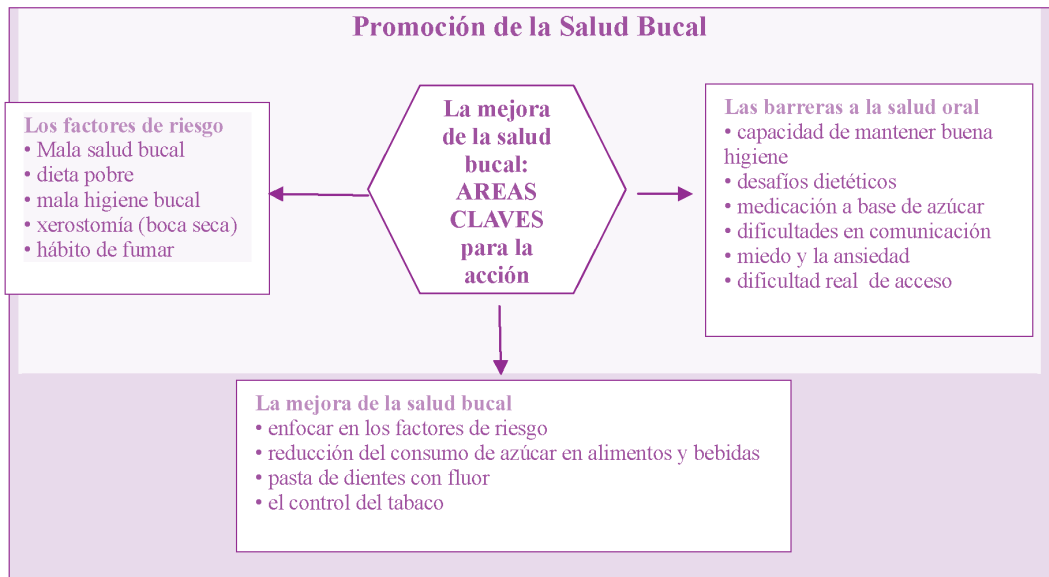 Promoción de la Salud Bucal
Los factores de riesgo
• Mala salud bucal
• dieta pobre
• mala higiene bucal
• xerostomía (boca seca)
• hábito de fumar
La mejora
de la salud
bucal:
AREAS
CLAVES
para la
acción
Las barreras a la salud oral
• capacidad de mantener buena
higiene
• desafíos dietéticos
• medicación a base de azúcar
• dificultades en comunicación
• miedo y la ansiedad
• dificultad real de acceso
La mejora de la salud bucal
• enfocar en los factores de riesgo
• reducción del consumo de azúcar en alimentos y bebidas
• pasta de dientes con fluor
• el control del tabaco